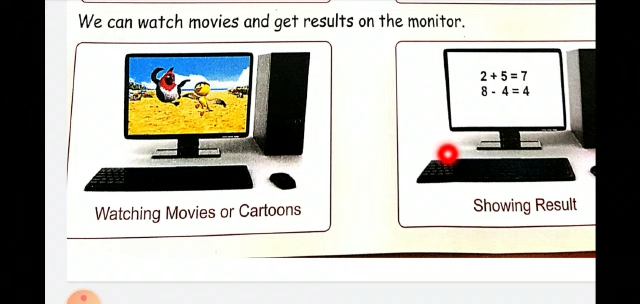 We can watch movies and get results on the monitor.
2 + 5 = 7
8 - 4 = 4
Watching Movies or Cartoons
Showing Result